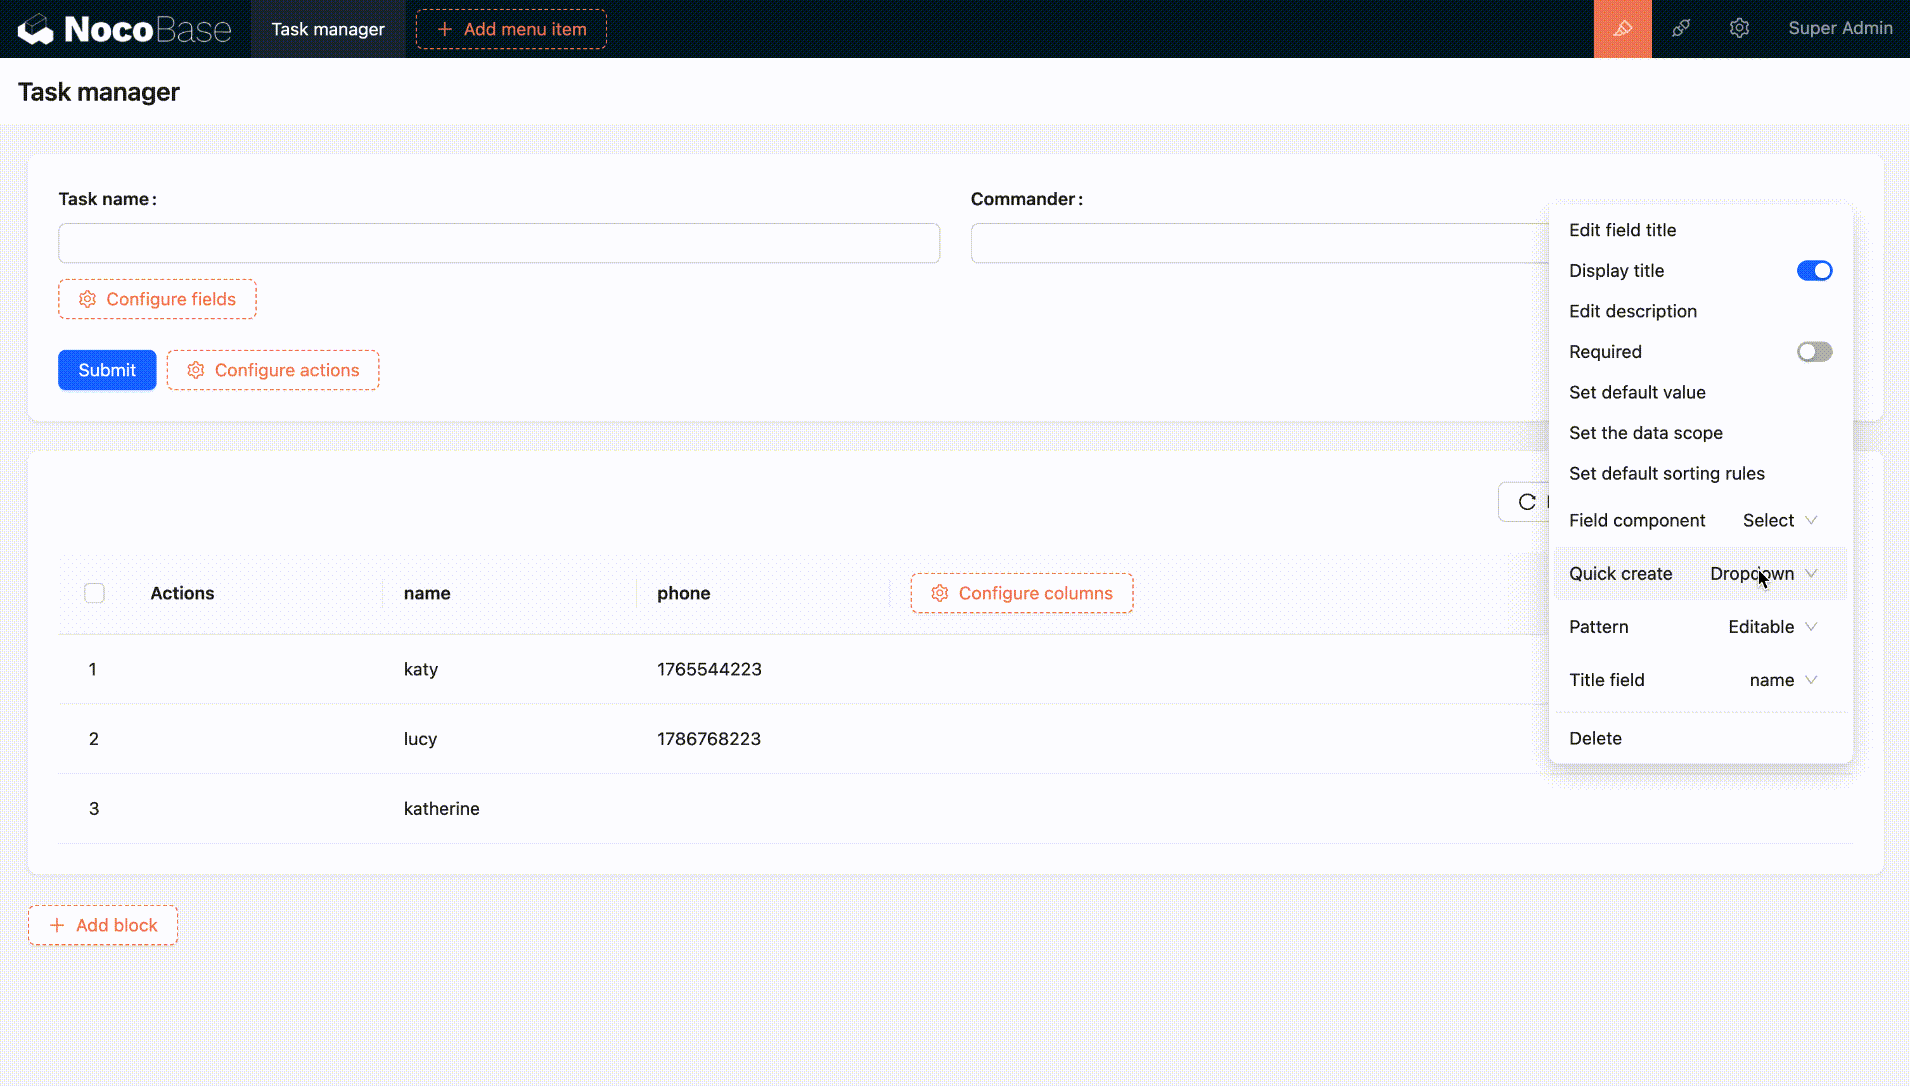 NocoBase
Task manager
Add menu item
Super Admin
Task manager
Task name:
Commander:
Configure fields
Submit
Configure actions
Edit field title
Display title
Edit description
Required
Set default value
Set the data scope
Set default sorting rules
Field component Select
Quick create Dropdown
Pattern Editable
Title field name
Delete
Actions name phone Configure columns
1 katy 1765544223
2 lucy 1786768223
3 katherine
Add block